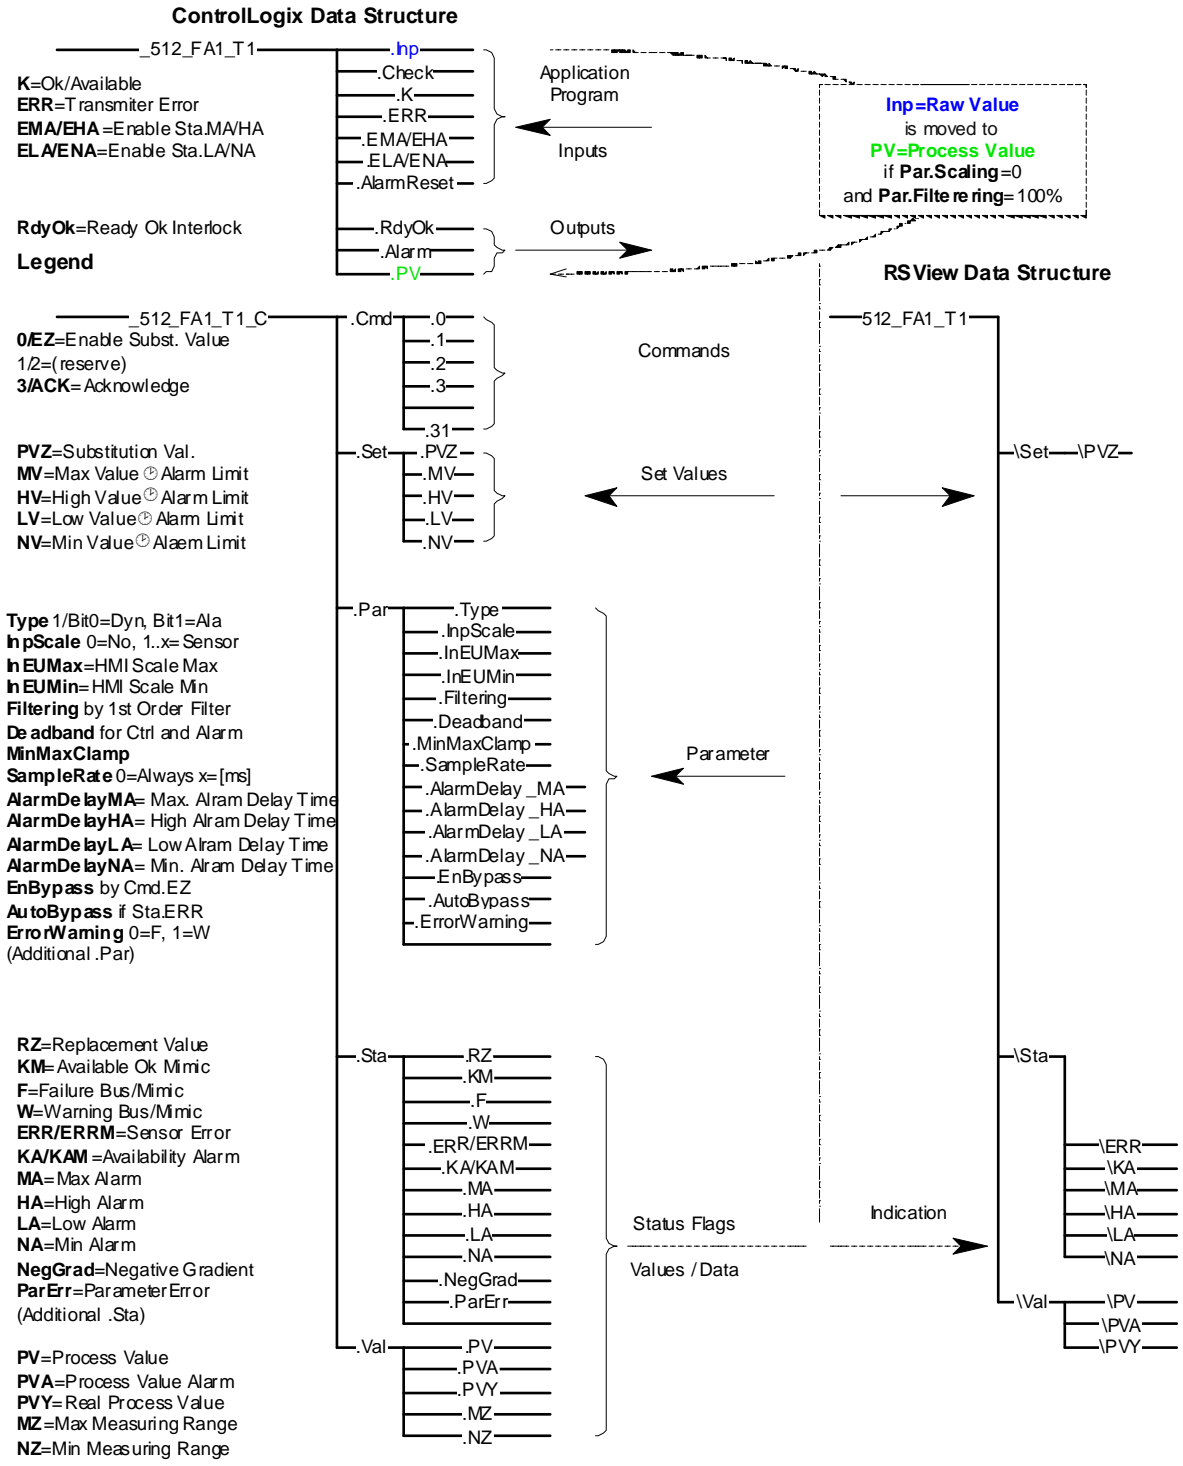 ControlLogix Data Structure
_512_FA1_T1
.Inp
.Check
.K
.ERR
.EMA/EHA
.ELA/ENA
.AlarmReset
K=Ok/Available
ERR=Transmiter Error
EMA/EHA=Enable Sta.MA/HA
ELA/ENA=Enable Sta.LA/NA
Application
Program
Inputs
Inp=Raw Value
is moved to
PV=Process Value
if Par.Scaling=0
and Par.Filterering=100%
RdyOk=Ready Ok Interlock
Legend
.RdyOk
.Alarm
.PV
Outputs
RSView Data Structure
_512_FA1_T1_C
.Cmd
.0
.1
.2
.3
.31
0/EZ=Enable Subst. Value
1/2=(reserve)
3/ACK=Acknowledge
Commands
512_FA1_T1
PVZ=Substitution Val.
MV=Max Value Alarm Limit
HV=High Value Alarm Limit
LV=Low Value Alarm Limit
NV=Min Value Alaem Limit
.Set
.PVZ
.MV
.HV
.LV
.NV
Set Values
\Set
\PVZ
Type 1/Bit0=Dyn, Bit1=Ala
InpScale 0=No, 1..x=Sensor
InEUMax=HMI Scale Max
InEUMin=HMI Scale Min
Filtering by 1st Order Filter
Deadband for Ctrl and Alarm
MinMaxClamp
SampleRate 0=Always x=[ms]
AlarmDelayMA= Max. Alram Delay Time
AlarmDelayHA= High Alram Delay Time
AlarmDelayLA= Low Alram Delay Time
AlarmDelayNA= Min. Alram Delay Time
EnBypass by Cmd.EZ
AutoBypass if Sta.ERR
ErrorWarning 0=F, 1=W
(Additional .Par)
.Par
.Type
.InpScale
.InEUMax
.InEUMin
.Filtering
.Deadband
.MinMaxClamp
.SampleRate
.AlarmDelay_MA
.AlarmDelay_HA
.AlarmDelay_LA
.AlarmDelay_NA
.EnBypass
.AutoBypass
.ErrorWarning
Parameter
RZ=Replacement Value
KM=Available Ok Mimic
F=Failure Bus/Mimic
W=Warning Bus/Mimic
ERR/ERRM=Sensor Error
KA/KAM=Availability Alarm
MA=Max Alarm
HA=High Alarm
LA=Low Alarm
NA=Min Alarm
NegGrad=Negative Gradient
ParErr=Parameter Error
(Additional .Sta)
.Sta
.RZ
.KM
.F
.W
.ERR/ERRM
.KA/KAM
.MA
.HA
.LA
.NA
.NegGrad
.ParErr
Status Flags
Values / Data
Indication
\Sta
\ERR
\KA
\MA
\HA
\LA
\NA
PV=Process Value
PVA=Process Value Alarm
PVY=Real Process Value
MZ=Max Measuring Range
NZ=Min Measuring Range
.Val
.PV
.PVA
.PVY
.MZ
.NZ
\Val
\PV
\PVA
\PVY